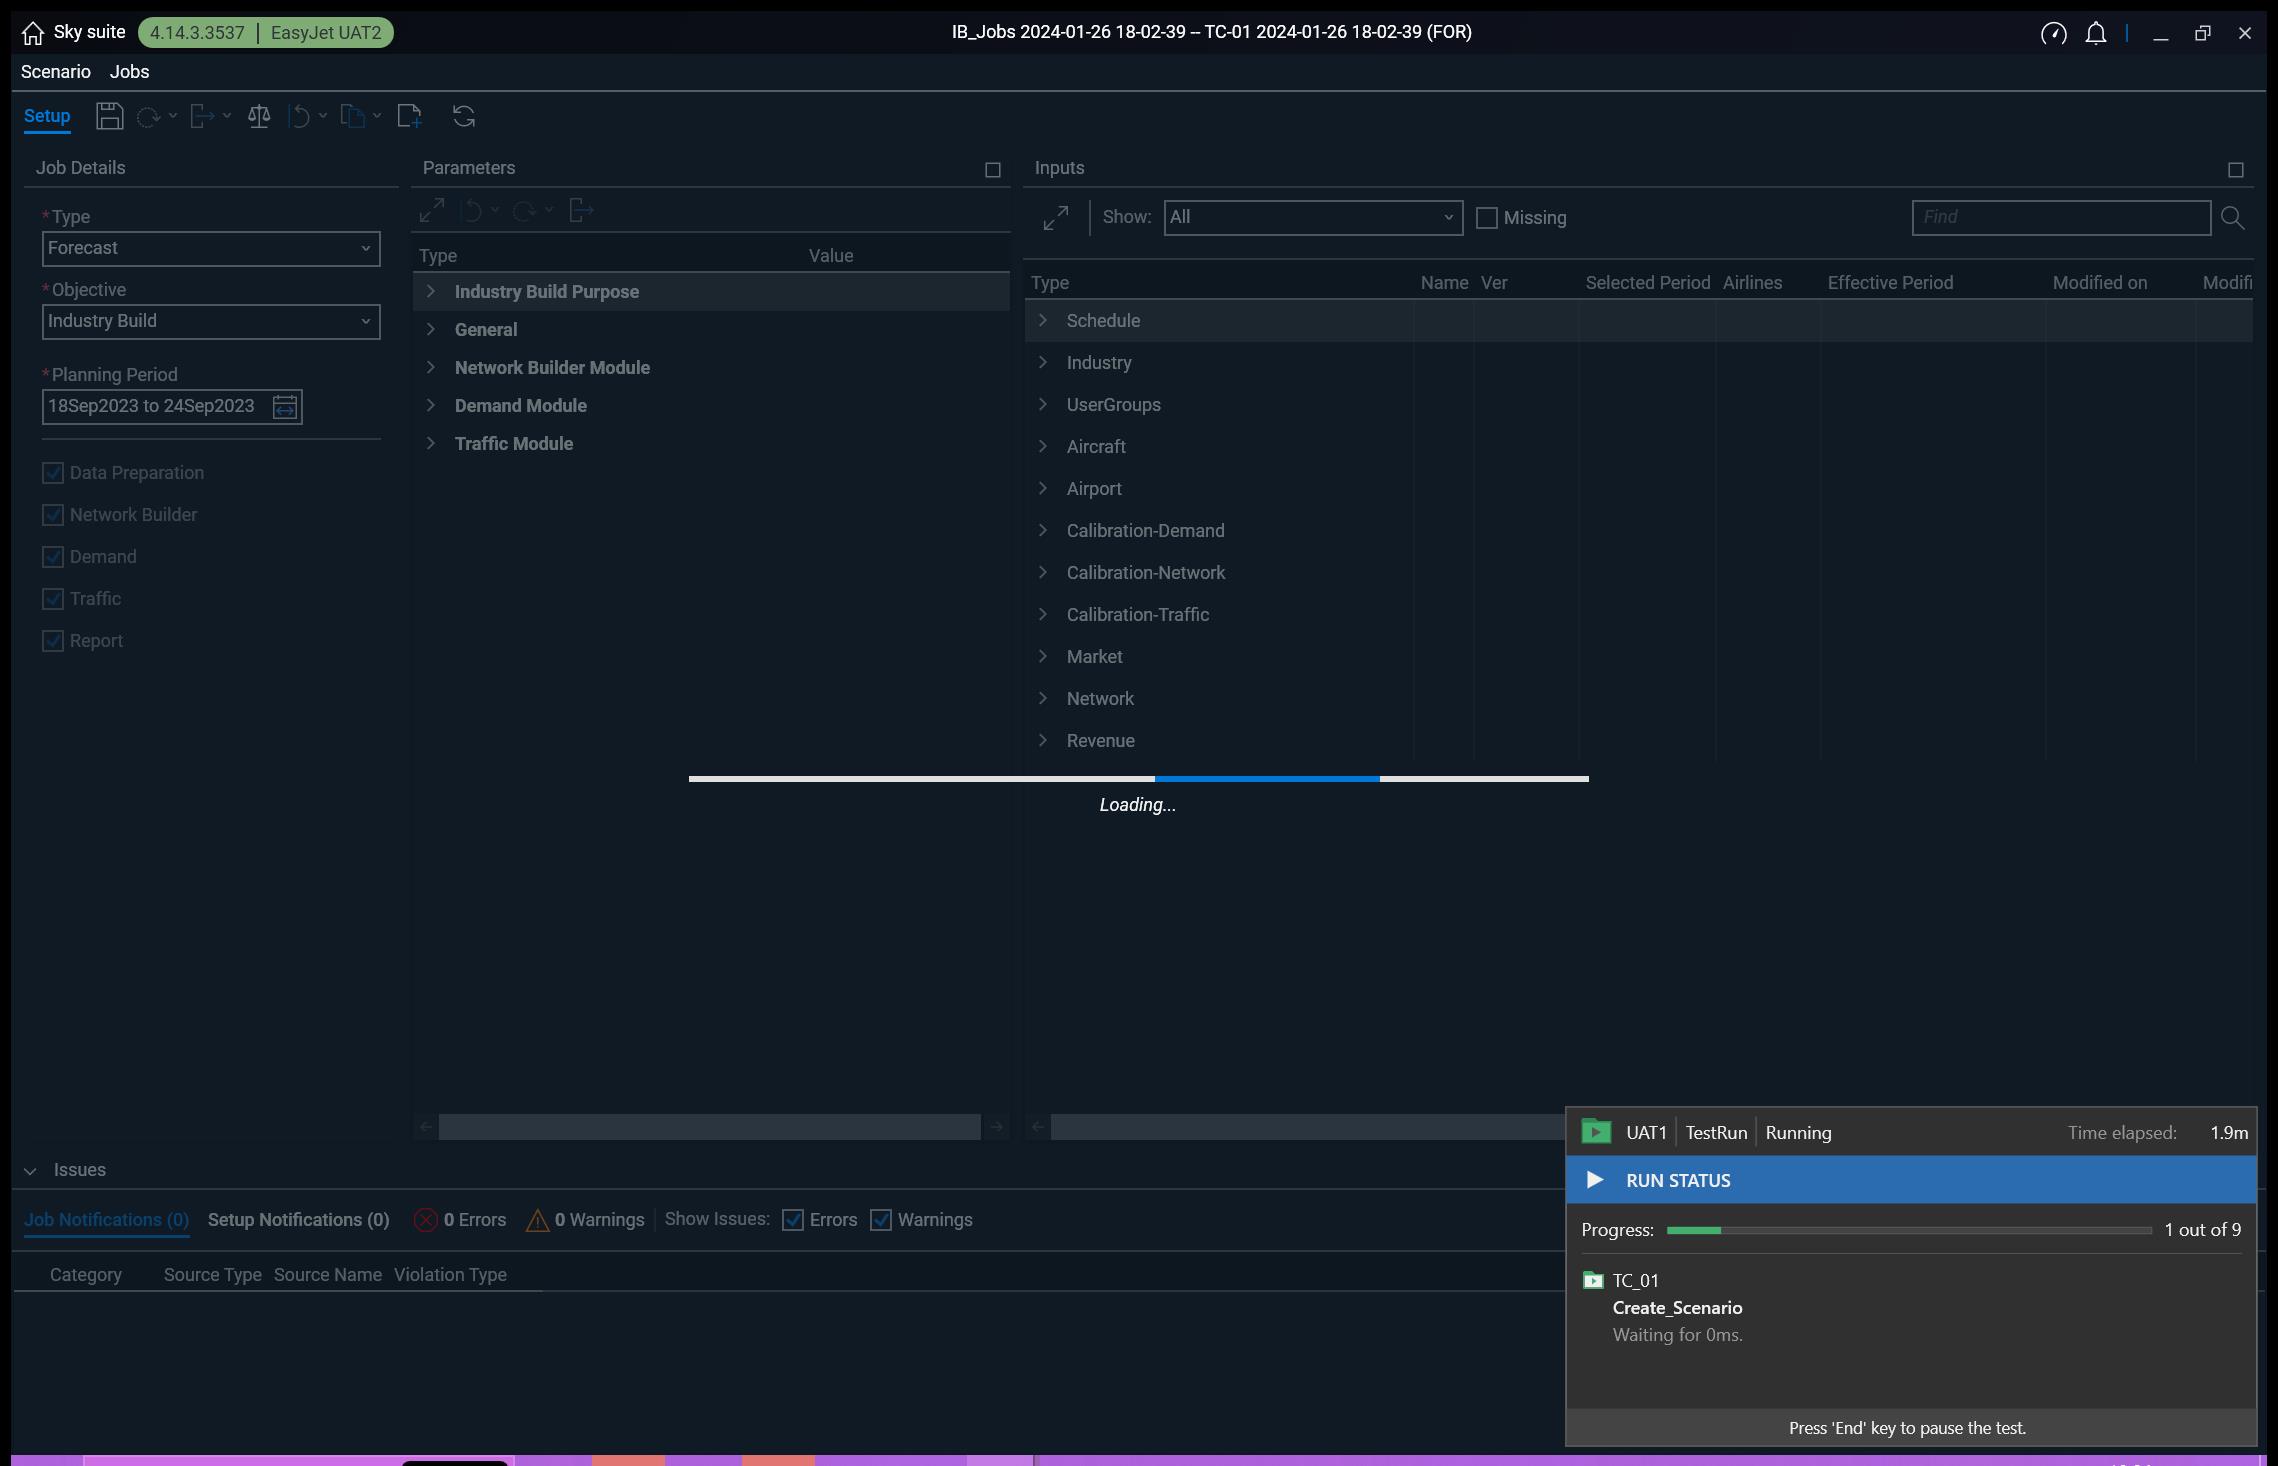 Sky suite 4.14.3.3537 | EasyJet UAT2 IB_Jobs 2024-01-26 18-02-39 -- TC-01 2024-01-26 18-02-39 (FOR)
Scenario Jobs
Setup
Job Details
*Type
Forecast
*Objective
Industry Build
*Planning Period
18Sep2023 to 24Sep2023
Data Preparation
Network Builder
Demand
Traffic
Report
Parameters
Type Value
Industry Build Purpose
General
Network Builder Module
Demand Module
Traffic Module
Inputs
Show: All Missing Find
Type Name Ver Selected Period Airlines Effective Period Modified on Modifi
Schedule
Industry
UserGroups
Aircraft
Airport
Calibration-Demand
Calibration-Network
Calibration-Traffic
Market
Network
Revenue
Loading...
Issues
Job Notifications (0) Setup Notifications (0) 0 Errors 0 Warnings Show Issues: Errors Warnings
Category Source Type Source Name Violation Type
UAT1 TestRun Running Time elapsed: 1.9m
RUN STATUS
Progress: 1 out of 9
TC_01
Create_Scenario
Waiting for 0ms.
Press 'End' key to pause the test.